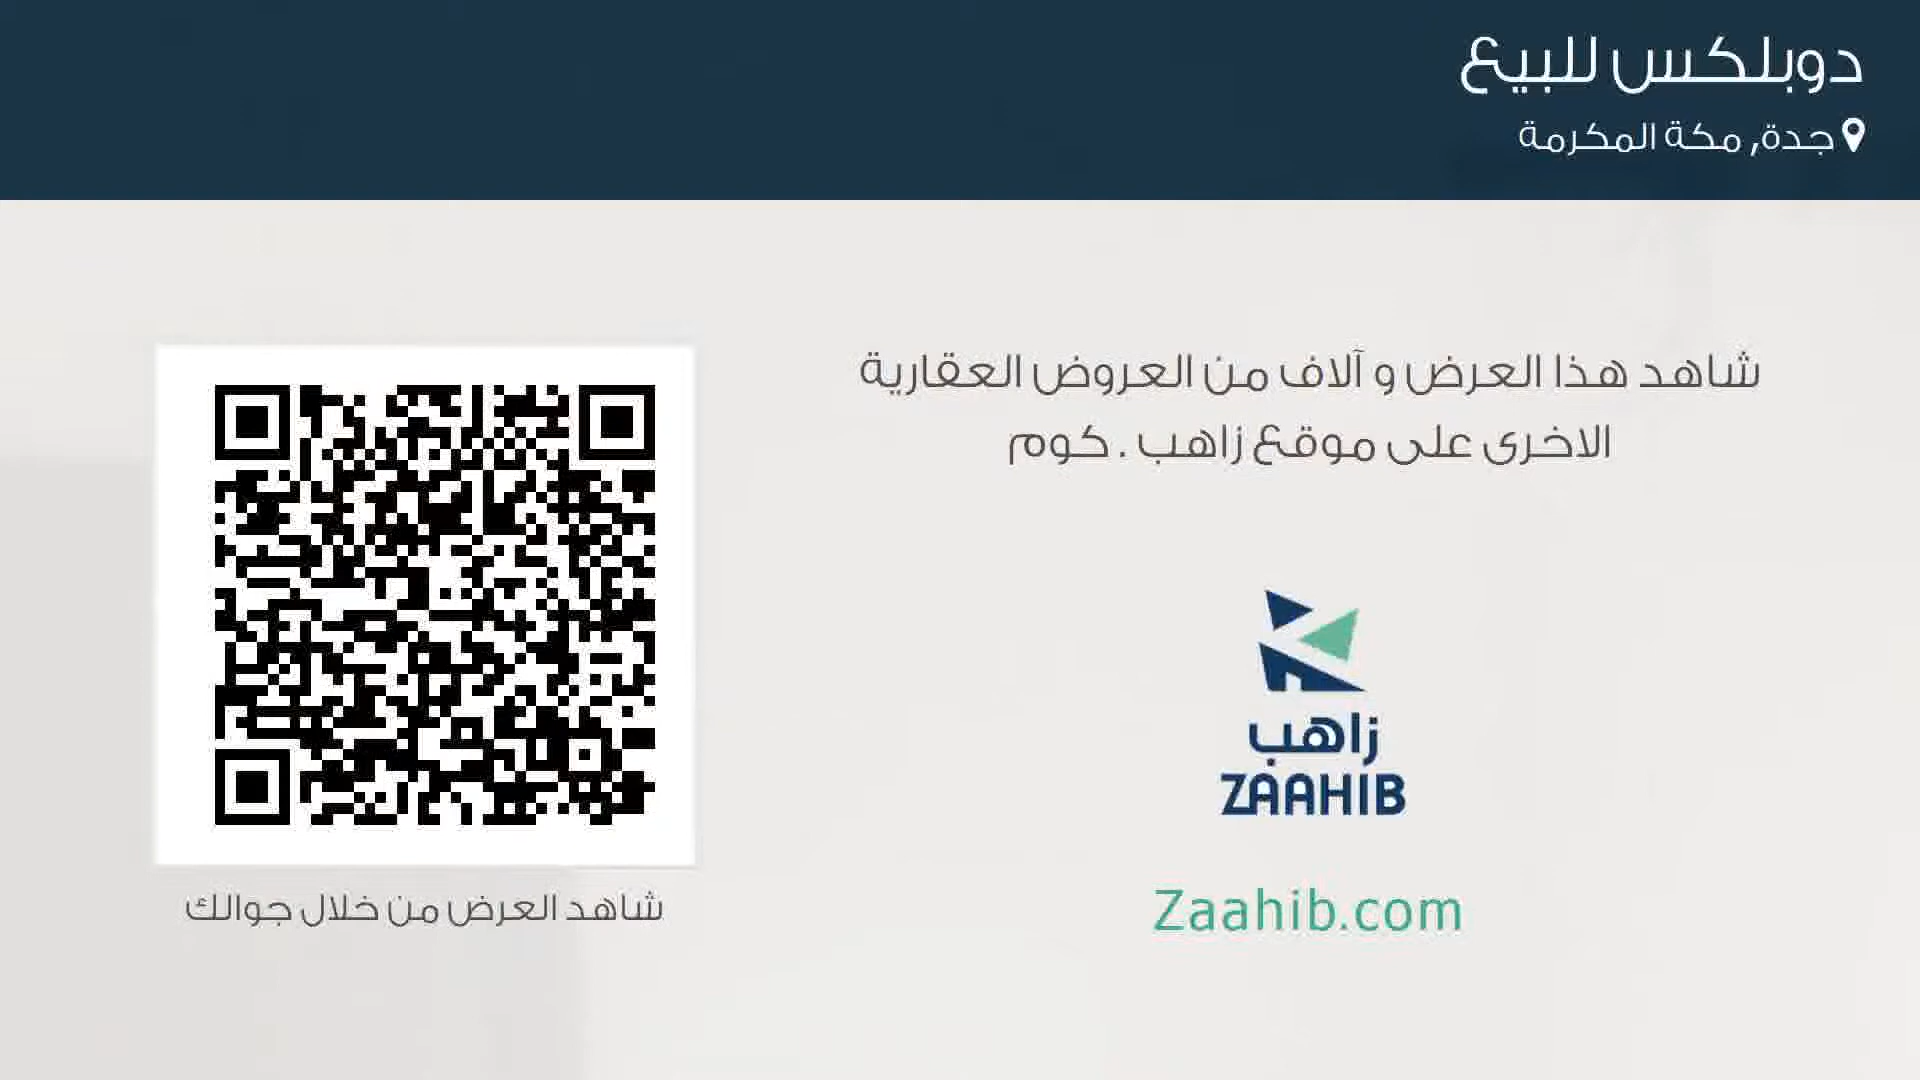 دوبلكس للبيع
جدة, مكة المكرمة
شاهد هذا العرض و آلاف من العروض العقارية
الاخرى على موقع زاهب . كوم
زاهب
ZAAHIB
Zaahib.com
شاهد العرض من خلال جوالك